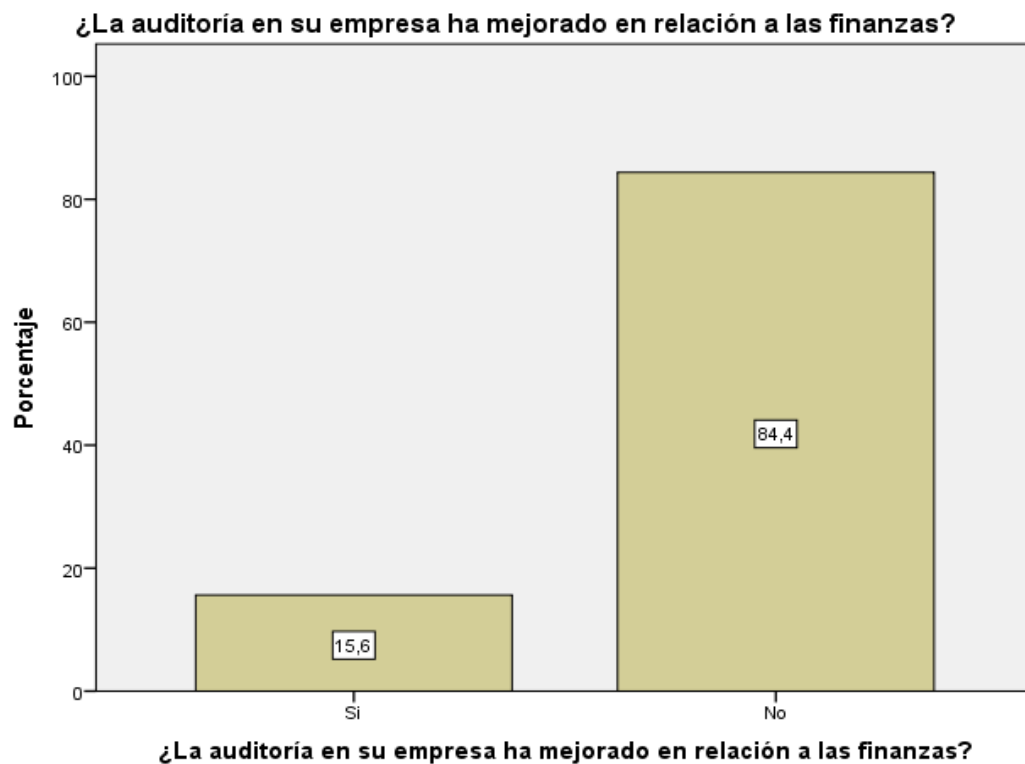 ¿La auditoría en su empresa ha mejorado en relación a las finanzas?
100
80
60
40
20
0
Porcentaje
15,6
84,4
Si
No
¿La auditoría en su empresa ha mejorado en relación a las finanzas?